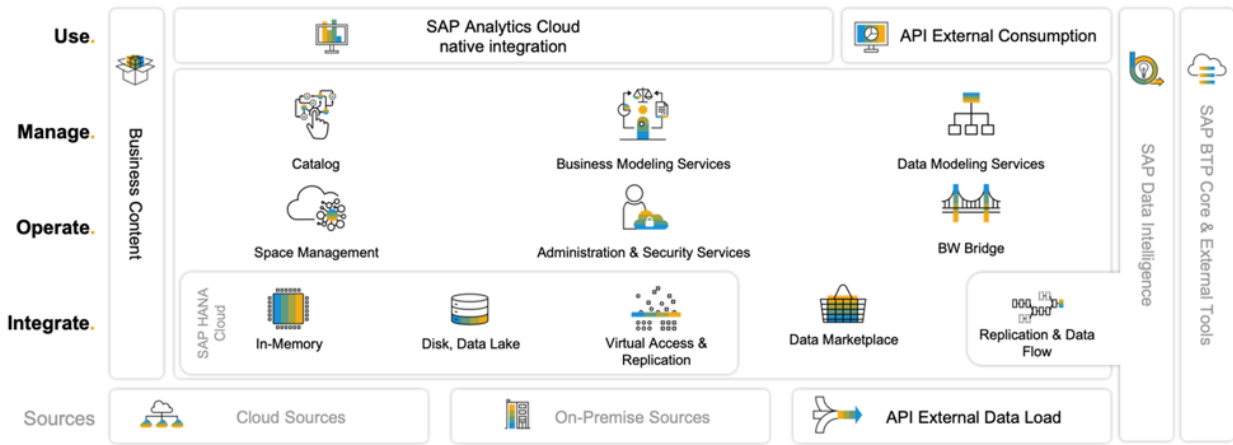 Use.
SAP Analytics Cloud
native integration
API External Consumption
Business Content
SAP Data Intelligence
SAP BTP Core & External Tools
Manage.
Catalog
Business Modeling Services
Data Modeling Services
Operate.
Space Management
Administration & Security Services
BW Bridge
Integrate.
SAP HANA
Cloud
In-Memory
Disk, Data Lake
Virtual Access &
Replication
Data Marketplace
Replication & Data
Flow
Sources
Cloud Sources
On-Premise Sources
API External Data Load